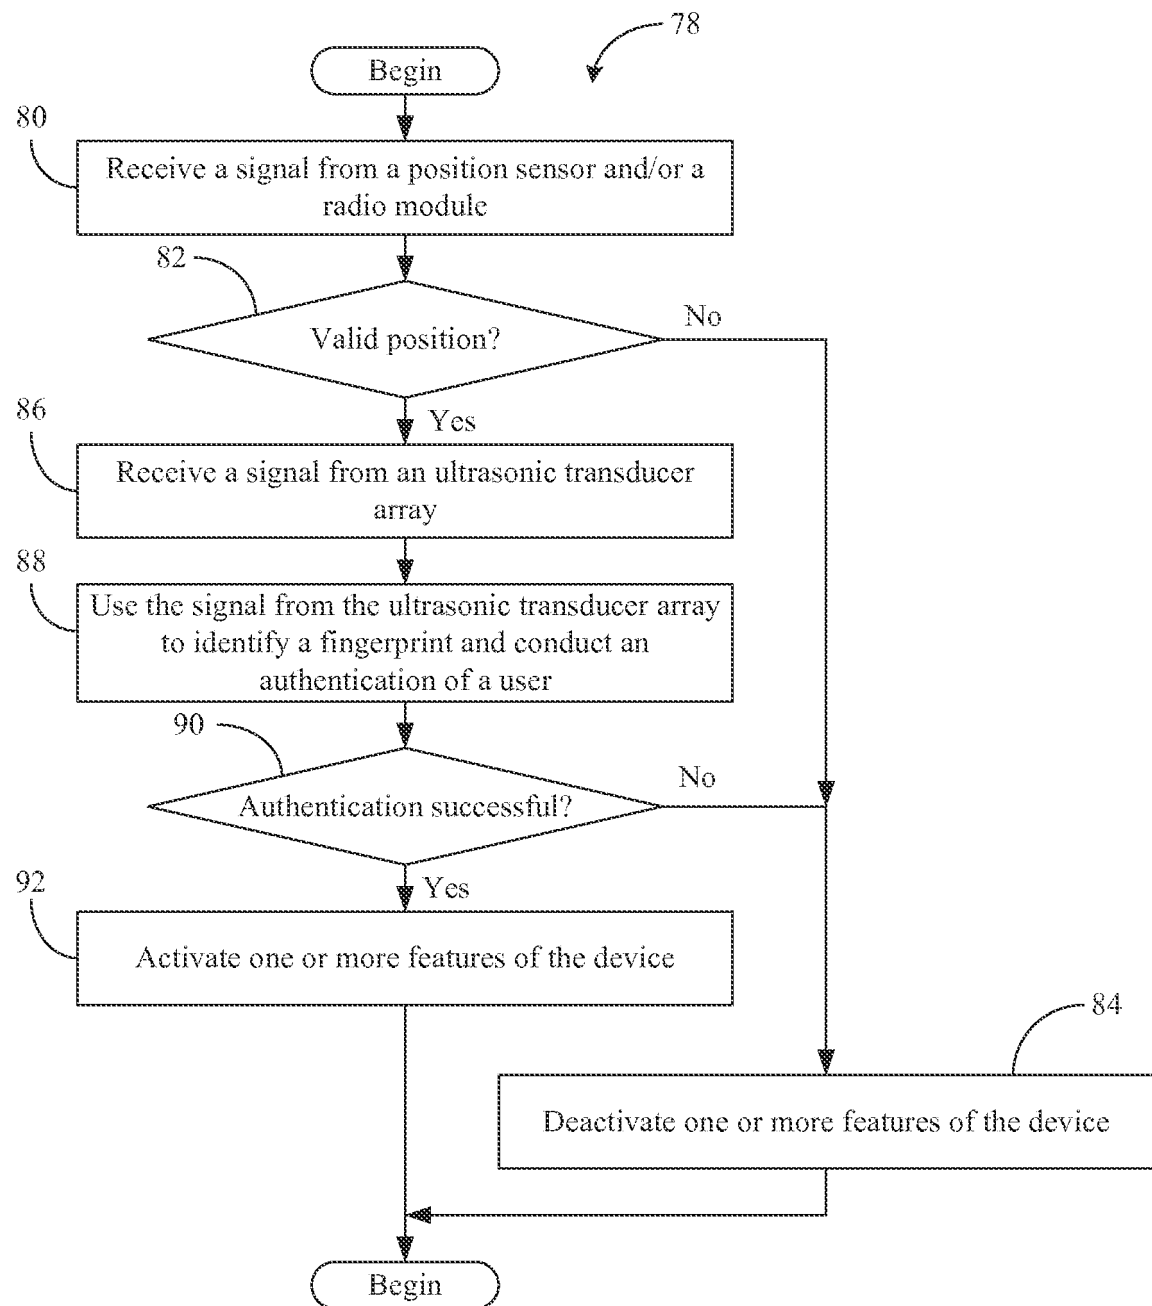 78
Begin
80
Receive a signal from a position sensor and/or a
radio module
82
Valid position?
No
Yes
86
Receive a signal from an ultrasonic transducer
array
88
Use the signal from the ultrasonic transducer array
to identify a fingerprint and conduct an
authentication of a user
90
Authentication successful?
No
Yes
92
Activate one or more features of the device
84
Deactivate one or more features of the device
Begin